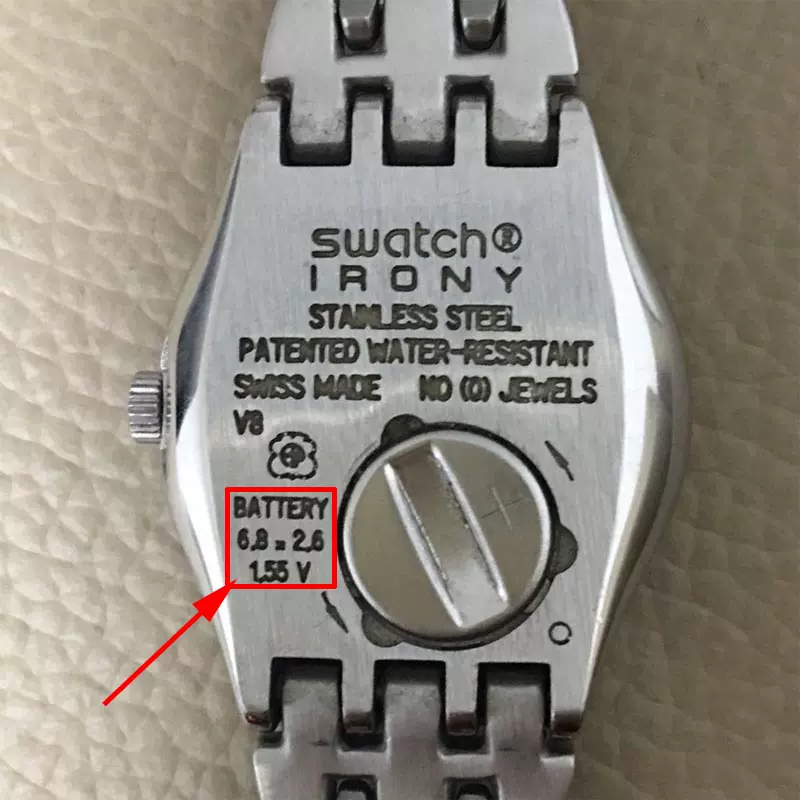 swatch®
IRONY
STAINLESS STEEL
PATENTED WATER-RESISTANT
SWISS MADE NO (0) JEWELS
V8
BATTERY
6,8 x 2,6
1,55 V
+